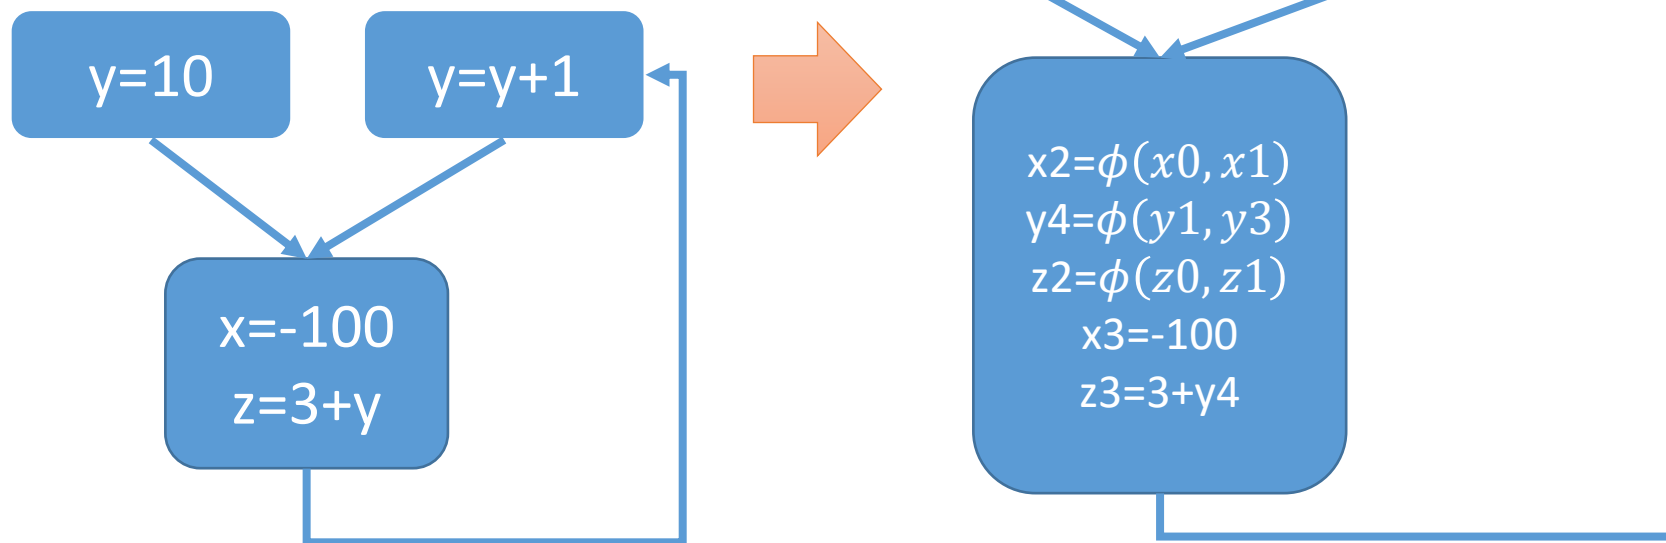 y=10
y=y+1
x=-100
z=3+y
x2=ϕ(x0, x1)
y4=ϕ(y1, y3)
z2=ϕ(z0, z1)
x3=-100
z3=3+y4